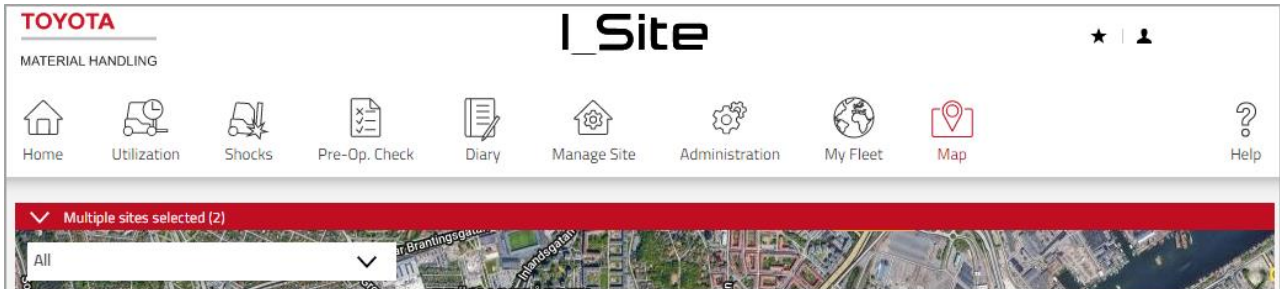 TOYOTA
MATERIAL HANDLING
I_Site
Home Utilization Shocks Pre-Op. Check Diary Manage Site Administration My Fleet Map Help
Multiple sites selected (2)
All
Inlandsgatan